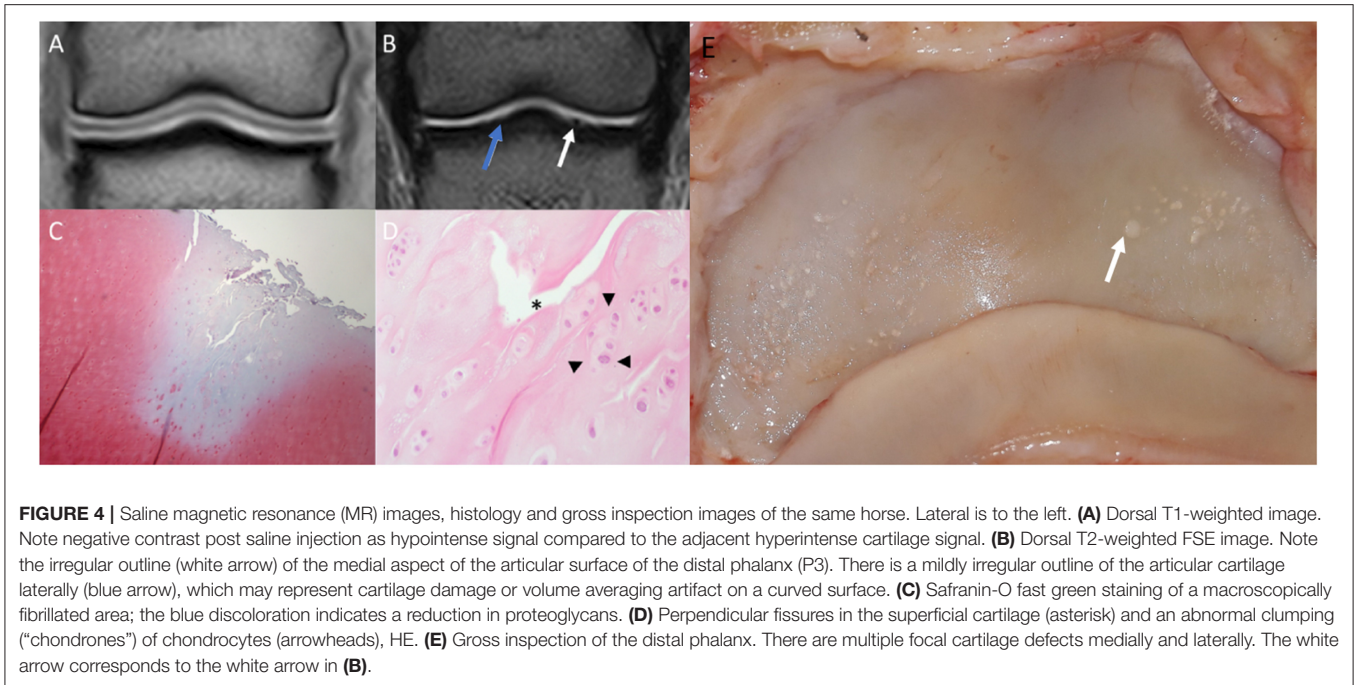 A
B
E
C
D
*
FIGURE 4 | Saline magnetic resonance (MR) images, histology and gross inspection images of the same horse. Lateral is to the left. (A) Dorsal T1-weighted image.
Note negative contrast post saline injection as hypointense signal compared to the adjacent hyperintense cartilage signal. (B) Dorsal T2-weighted FSE image. Note
the irregular outline (white arrow) of the medial aspect of the articular surface of the distal phalanx (P3). There is a mildly irregular outline of the articular cartilage
laterally (blue arrow), which may represent cartilage damage or volume averaging artifact on a curved surface. (C) Safranin-O fast green staining of a macroscopically
fibrillated area; the blue discoloration indicates a reduction in proteoglycans. (D) Perpendicular fissures in the superficial cartilage (asterisk) and an abnormal clumping
(“chondrones”) of chondrocytes (arrowheads), HE. (E) Gross inspection of the distal phalanx. There are multiple focal cartilage defects medially and laterally. The white
arrow corresponds to the white arrow in (B).